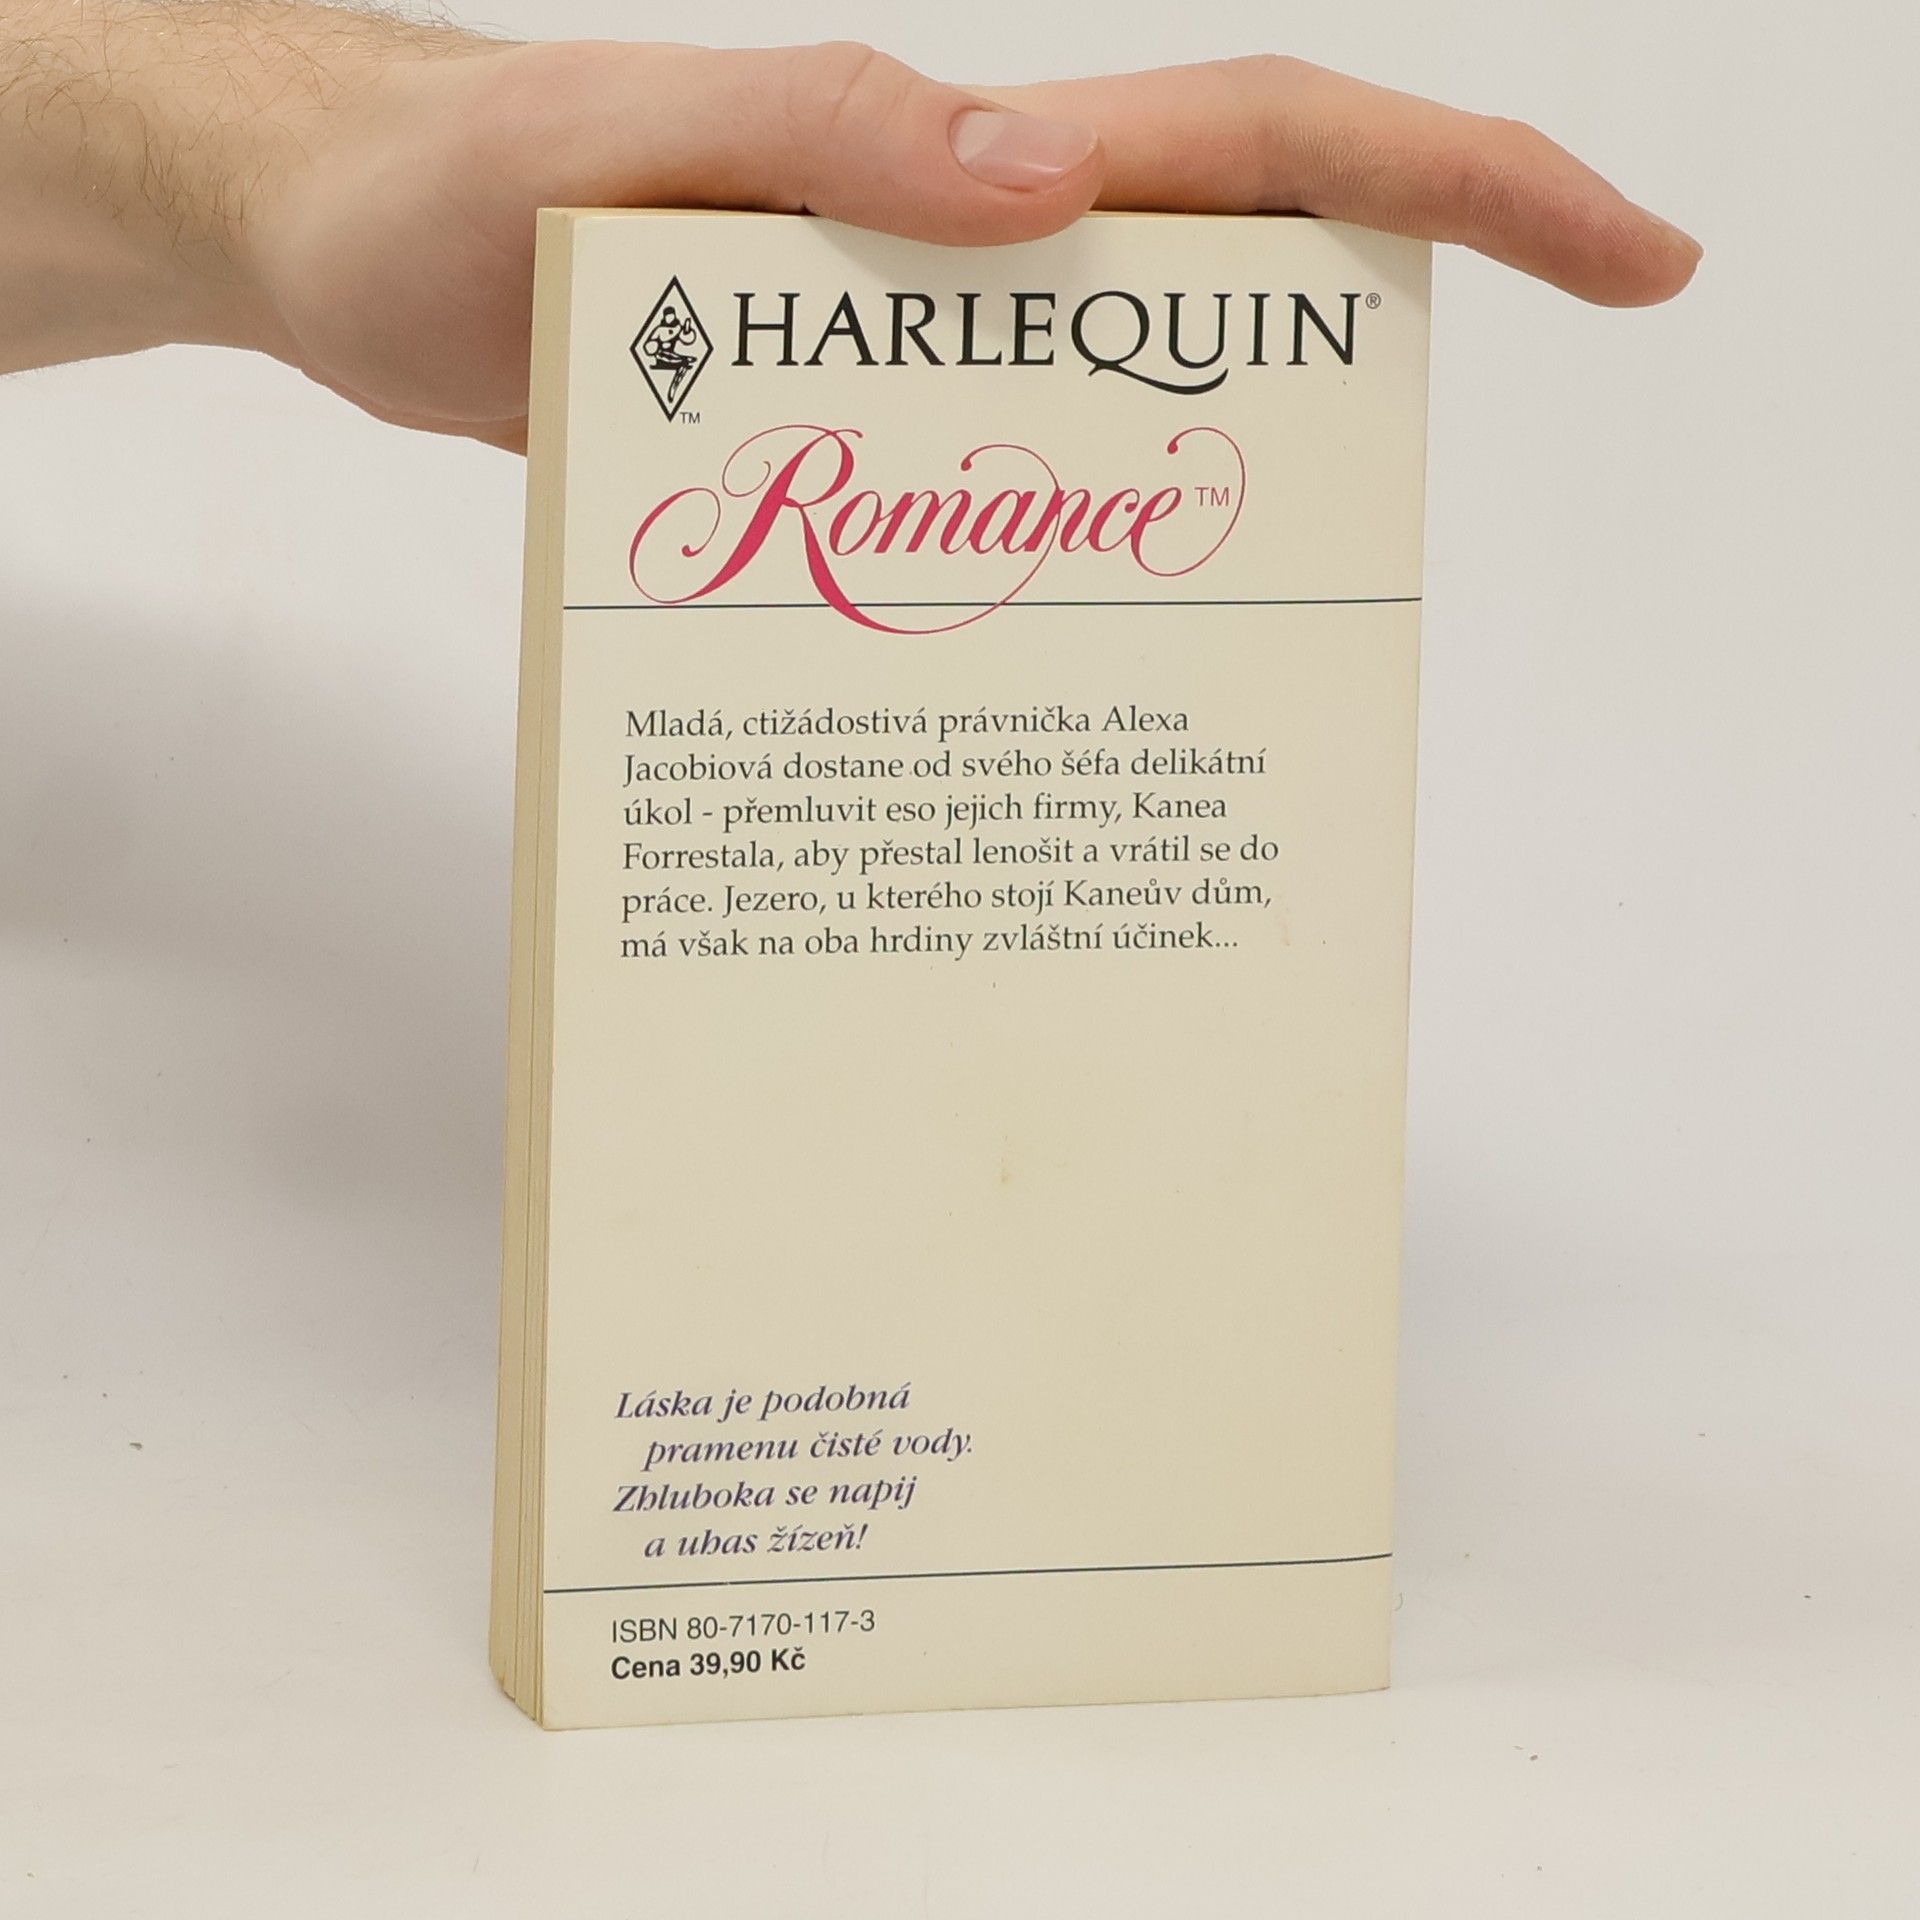 HARLEQUIN®
TM
Romance™
Mladá, ctižádostivá právnička Alexa
Jacobiová dostane od svého šéfa delikátní
úkol - přemluvit eso jejich firmy, Kanea
Forrestala, aby přestal lenošit a vrátil se do
práce. Jezero, u kterého stojí Kaneův dům,
má však na oba hrdiny zvláštní účinek...
Láska je podobná
pramenu čisté vody.
Zhluboka se napij
a uhas žízeň!
ISBN 80-7170-117-3
Cena 39,90 Kč